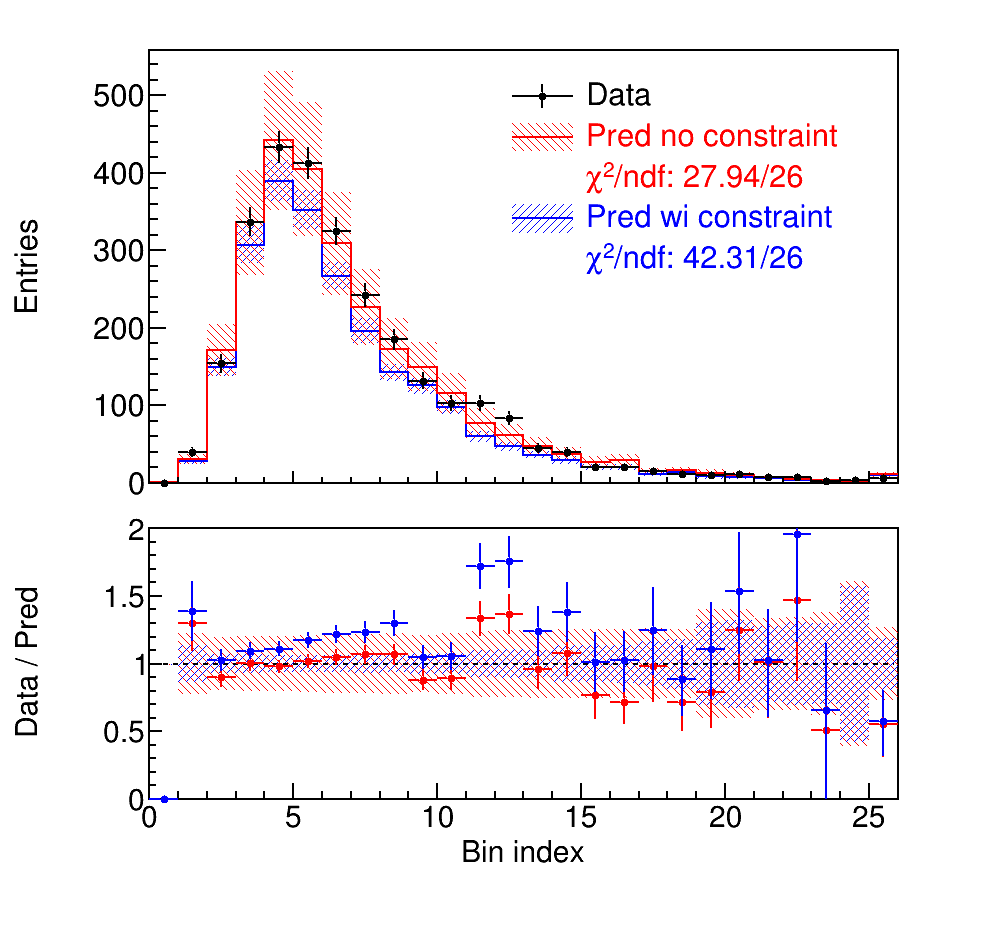 500
400
300
200
100
0
Entries
Data
Pred no constraint
χ²/ndf: 27.94/26
Pred wi constraint
χ²/ndf: 42.31/26
2
1.5
1
0.5
0
Data / Pred
0 5 10 15 20 25
Bin index